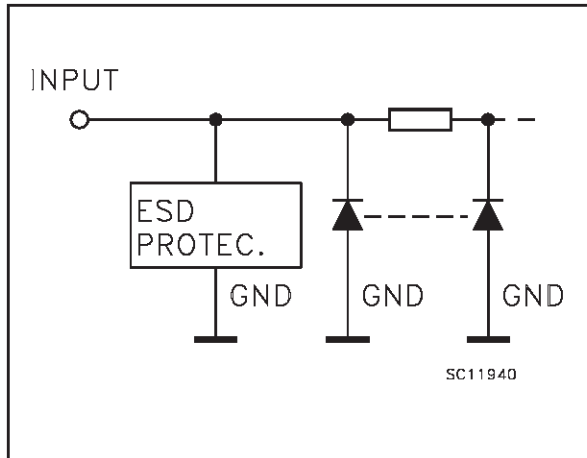 INPUT
ESD
PROTEC.
GND
GND
GND
SC11940